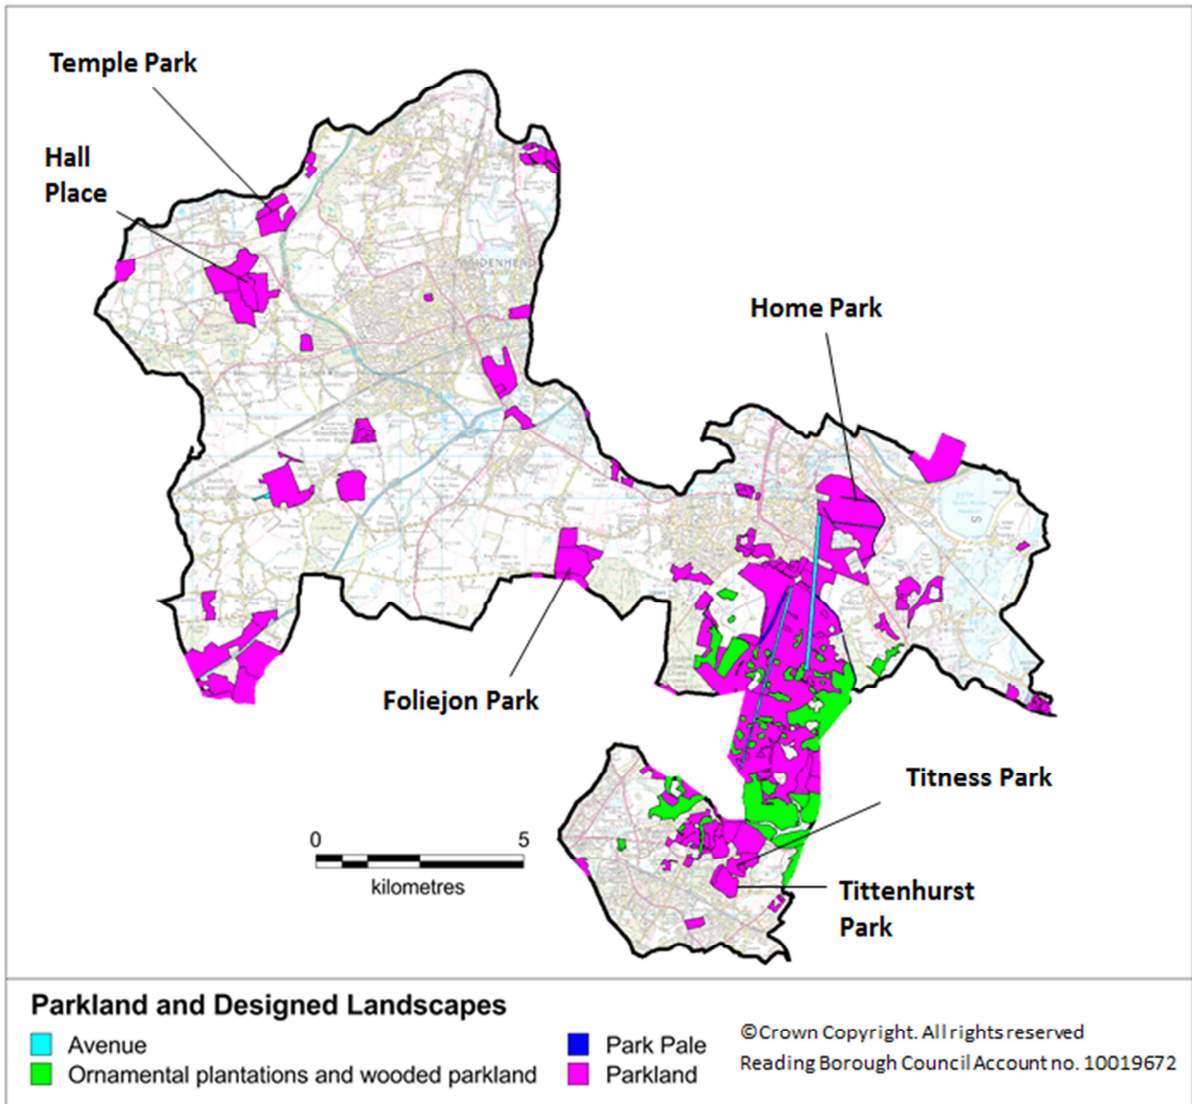 Temple Park
Hall
Place
Home Park
Foliejon Park
Titness Park
Tittenhurst
Park
0 5
kilometres
Parkland and Designed Landscapes
Avenue
Ornamental plantations and wooded parkland
Park Pale
Parkland
©Crown Copyright. All rights reserved
Reading Borough Council Account no. 10019672